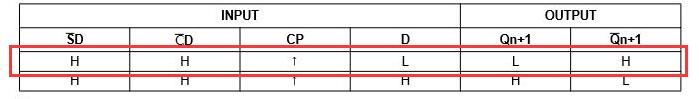 INPUT OUTPUT
S̅D C̅D CP D Qn+1 Q̅n+1
H H ↑ L L H
H H ↑ H H L